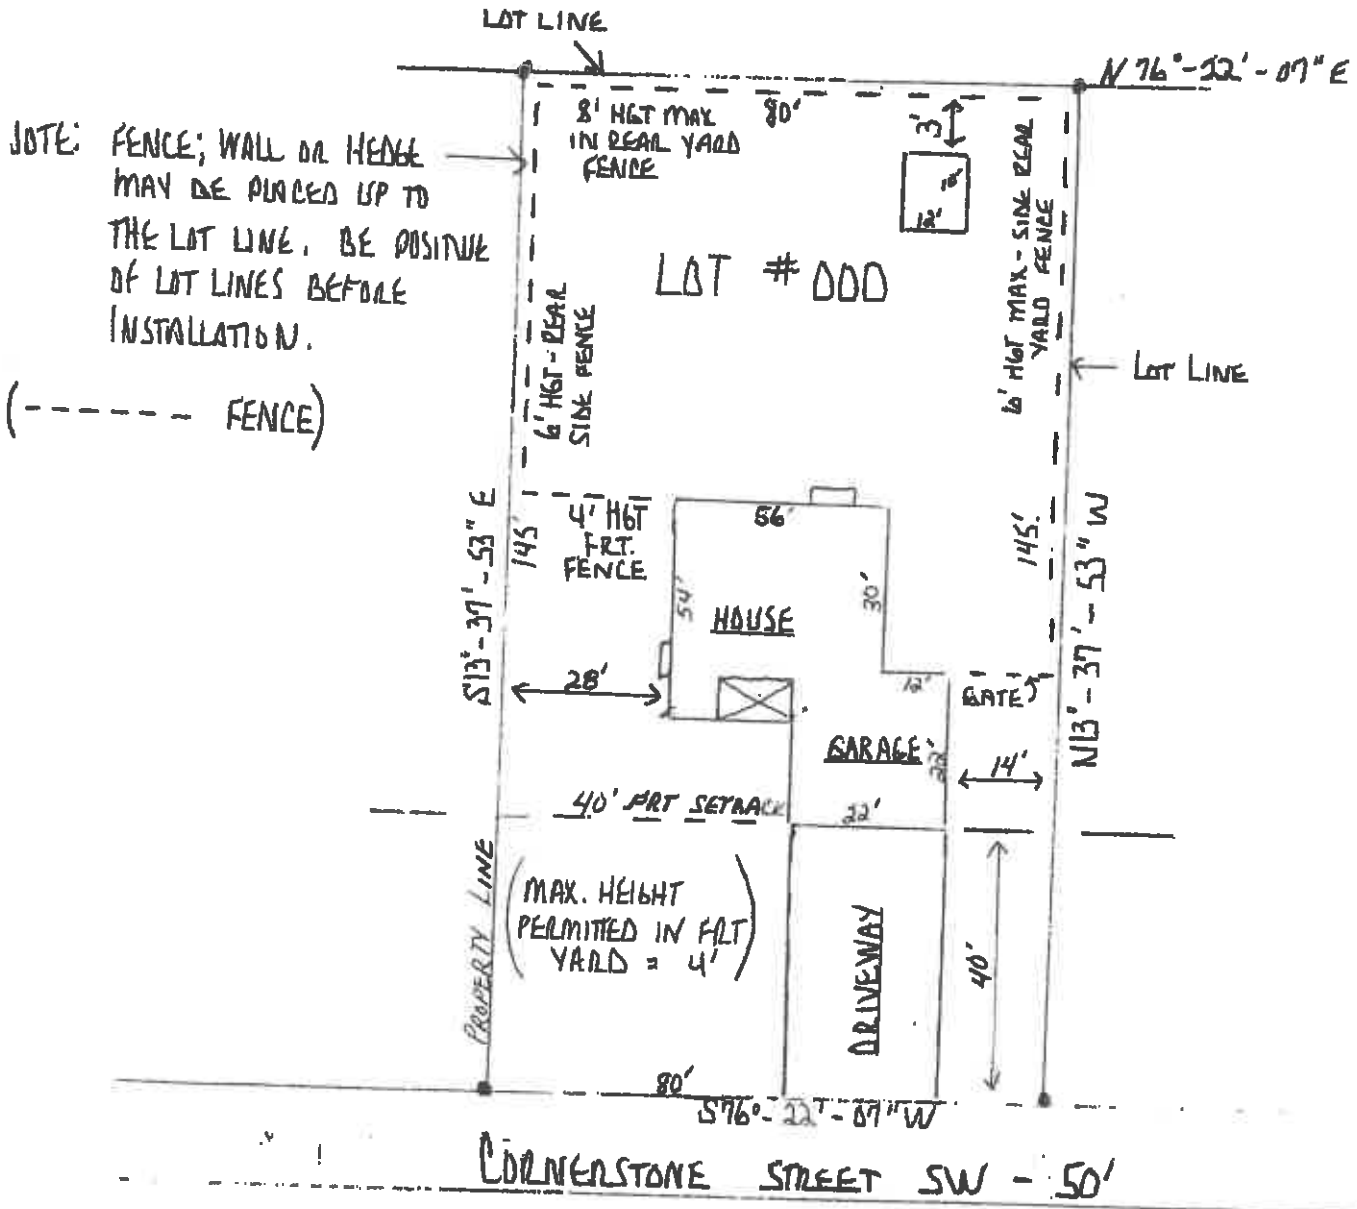 LOT LINE
N 76°-22'-07" E
NOTE: FENCE; WALL OR HEDGE
MAY BE PLACED UP TO
THE LOT LINE. BE POSITIVE
OF LOT LINES BEFORE
INSTALLATION.
(------ FENCE)
8' HGT MAX
IN REAR YARD
FENCE
80'
3'
10'
12'
LOT # 000
6' HGT - REAR
SIDE FENCE
6' HGT MAX - SIDE REAR
YARD FENCE
LOT LINE
S13°-37'-53" E
145'
4' HGT
FRT.
FENCE
56'
54'
30'
HOUSE
145'
N13°-37'-53" W
28'
12'
GATE
GARAGE
22'
14'
40' FRT SETBACK
22'
PROPERTY LINE
(MAX. HEIGHT
PERMITTED IN FRT
YARD = 4')
DRIVEWAY
40'
80'
S76°-22'-07" W
CORNERSTONE STREET SW - 50'